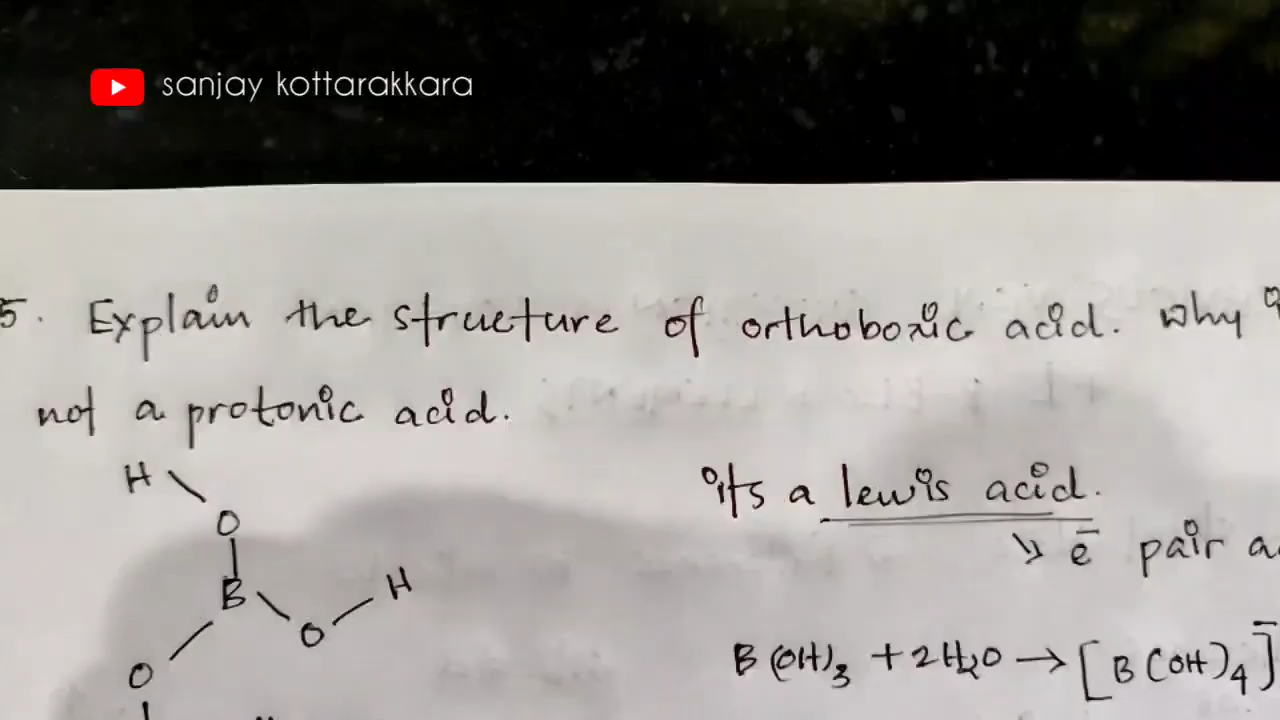 sanjay kottarakkara
5. Explain the structure of orthoboric acid. why
not a protonic acid.
H
its a lewis acid.
O
e̅ pair
B
H
O
B(OH)3 + 2H2O → [B(OH)4]-
O